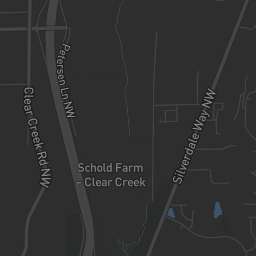 Petersen Ln NW
Clear Creek Rd NW
Silverdale Way NW
Schold Farm
- Clear Creek